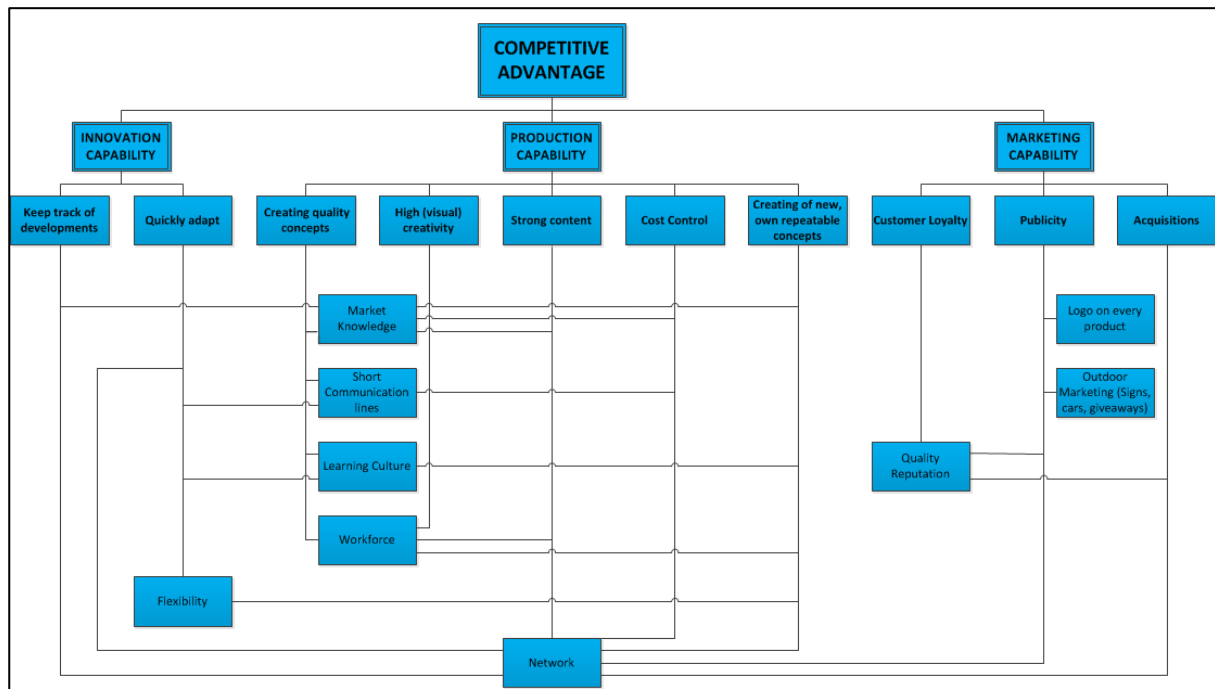 COMPETITIVE
ADVANTAGE
INNOVATION
CAPABILITY
PRODUCTION
CAPABILITY
MARKETING
CAPABILITY
Keep track of
developments
Quickly adapt
Creating quality
concepts
High (visual)
creativity
Strong content
Cost Control
Creating of new,
own repeatable
concepts
Customer Loyalty
Publicity
Acquisitions
Market
Knowledge
Logo on every
product
Short
Communication
lines
Outdoor
Marketing (Signs,
cars, giveaways)
Learning Culture
Quality
Reputation
Workforce
Flexibility
Network